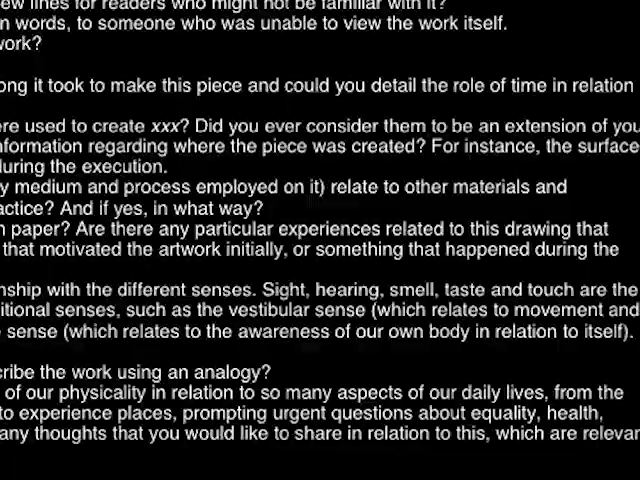 ew lines for readers who might not be familiar with it?
n words, to someone who was unable to view the work itself.
work?
ong it took to make this piece and could you detail the role of time in relation
ere used to create xxx? Did you ever consider them to be an extension of you
nformation regarding where the piece was created? For instance, the surface
during the execution.
y medium and process employed on it) relate to other materials and
actice? And if yes, in what way?
n paper? Are there any particular experiences related to this drawing that
that motivated the artwork initially, or something that happened during the
nship with the different senses. Sight, hearing, smell, taste and touch are the
itional senses, such as the vestibular sense (which relates to movement and
e sense (which relates to the awareness of our own body in relation to itself).
cribe the work using an analogy?
of our physicality in relation to so many aspects of our daily lives, from the
to experience places, prompting urgent questions about equality, health,
any thoughts that you would like to share in relation to this, which are relevan